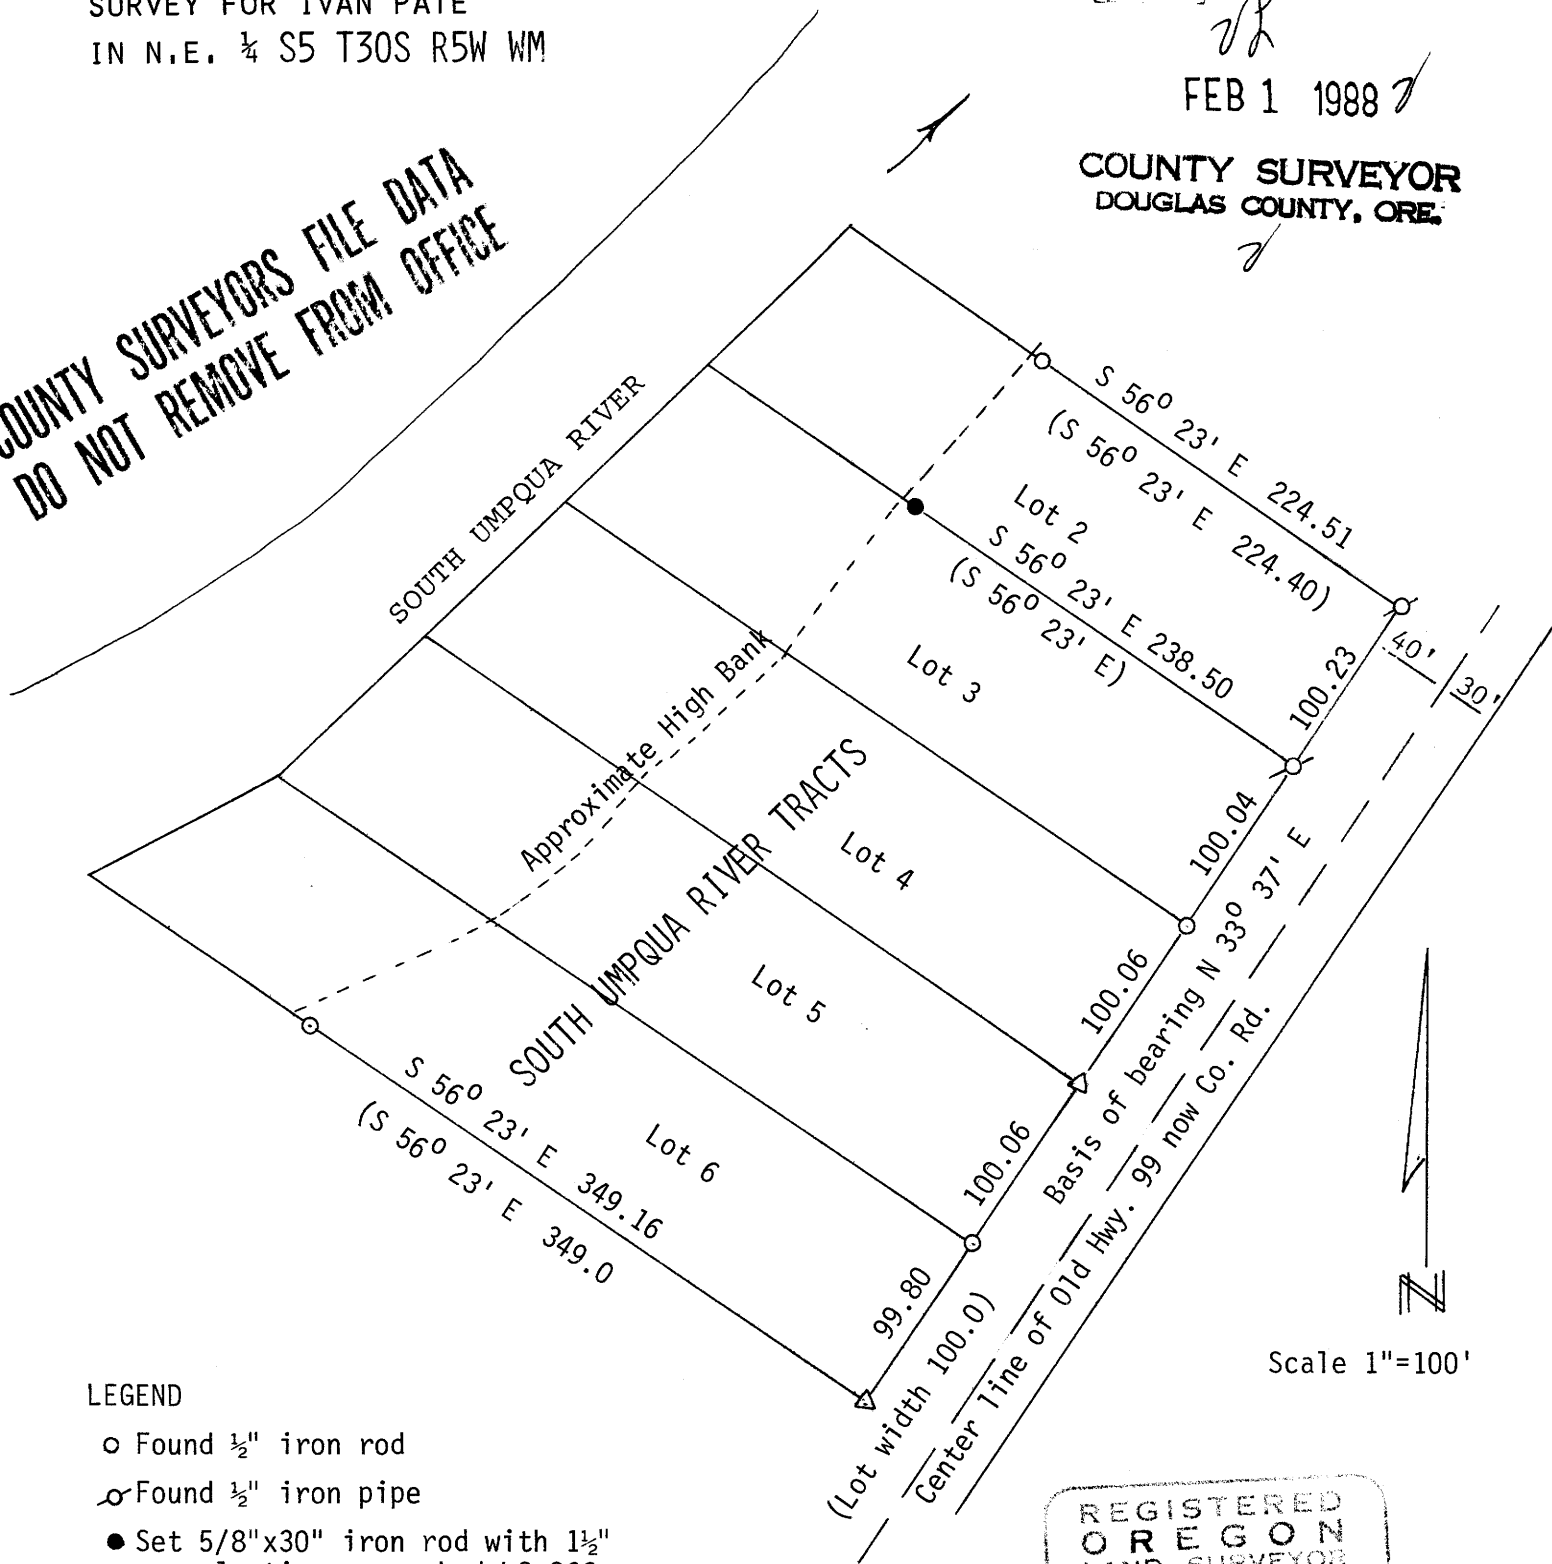 SURVEY FOR IVAN PATE
IN N.E. ¼ S5 T30S R5W WM
FEB 1 1988
COUNTY SURVEYOR
DOUGLAS COUNTY, ORE.
COUNTY SURVEYORS FILE DATA
DO NOT REMOVE FROM OFFICE
SOUTH UMPQUA RIVER
S 56° 23' E 224.51
(S 56° 23' E 224.40)
Lot 2
S 56° 23' E 238.50
(S 56° 23' E)
Lot 3
100.23
40'
30'
Approximate High Bank
SOUTH UMPQUA RIVER TRACTS
Lot 4
100.04
Lot 5
100.06
Basis of bearing N 33° 37' E
Lot 6
100.06
S 56° 23' E 349.16
(S 56° 23' E 349.0
99.80
(Lot width 100.0)
Center line of Old Hwy. 99 now Co. Rd.
N
Scale 1"=100'
LEGEND
Found ½" iron rod
Found ½" iron pipe
Set 5/8"x30" iron rod with 1½"
REGISTERED
OREGON
LAND SURVEYOR